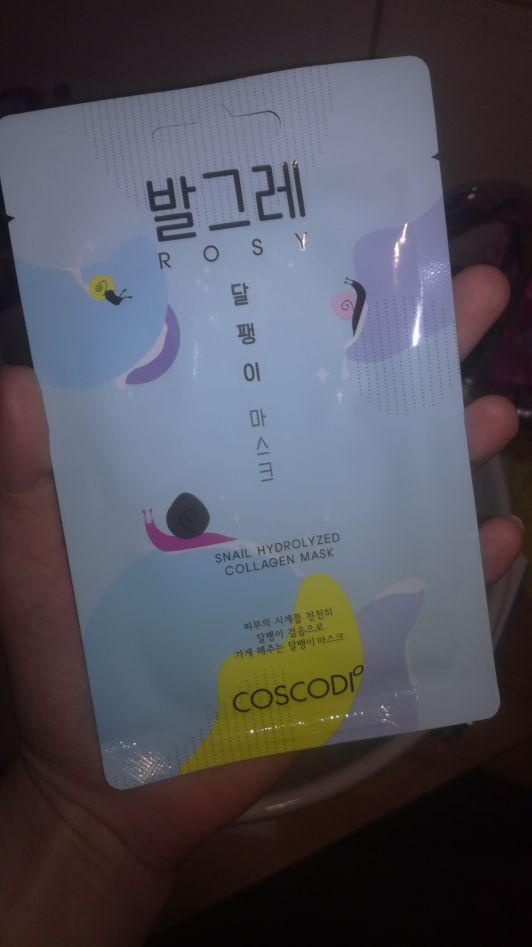 발그레
ROSY
달팽이 마스크
SNAIL HYDROLYZED
COLLAGEN MASK
피부의 시계를 천천히
달팽이 걸음으로
가게 해주는 달팽이 마스크
COSCODI